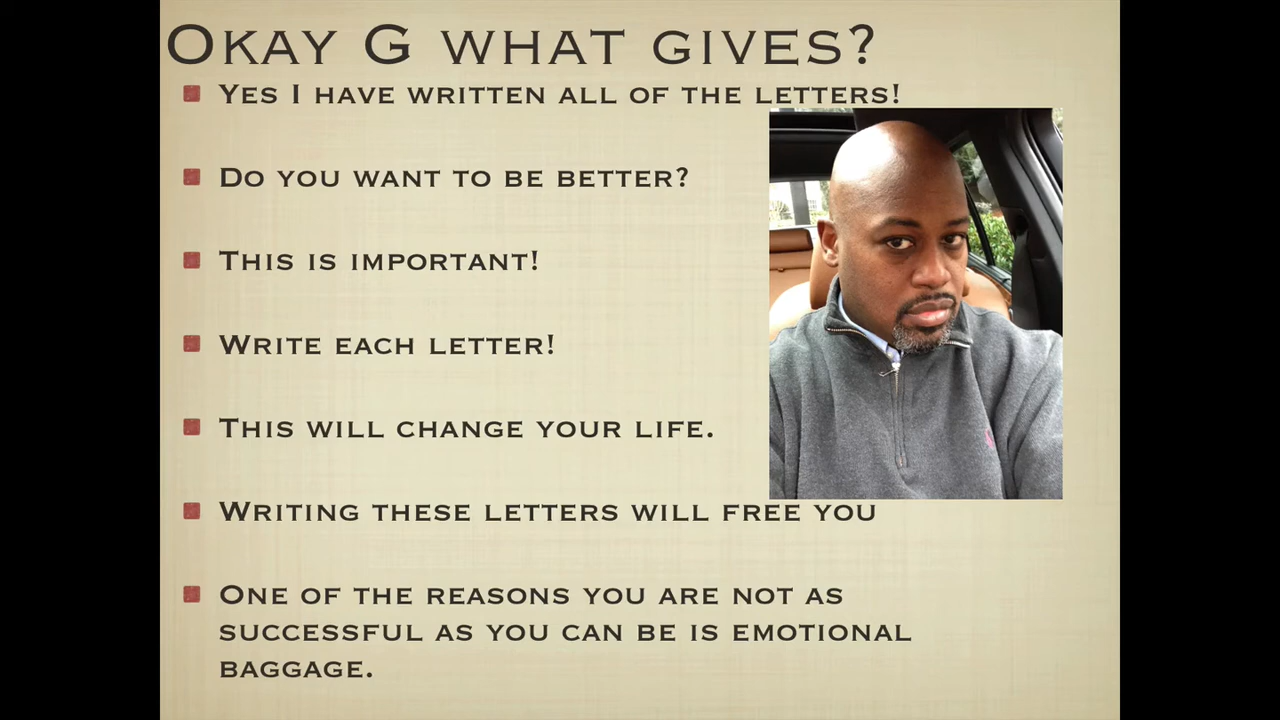 Okay G what gives?
Yes I have written all of the letters!
Do you want to be better?
This is important!
Write each letter!
This will change your life.
Writing these letters will free you
One of the reasons you are not as
successful as you can be is emotional
baggage.